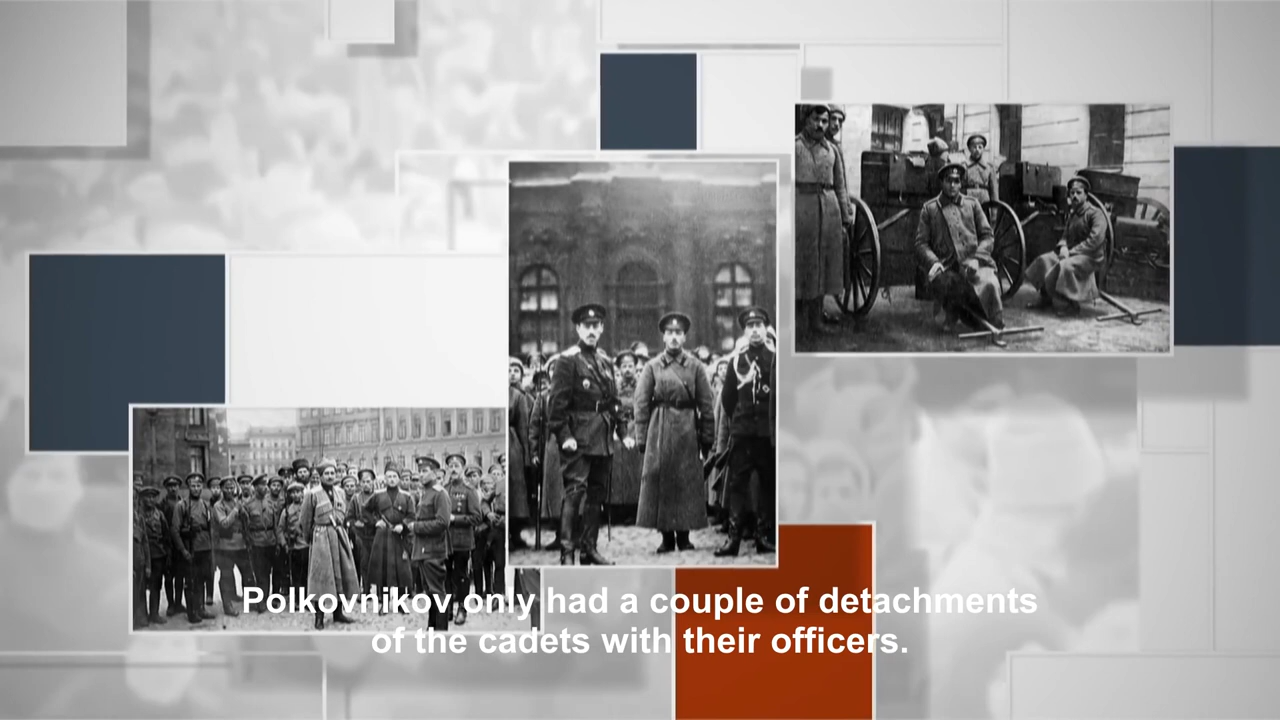 Polkovnikov only had a couple of detachments
of the cadets with their officers.